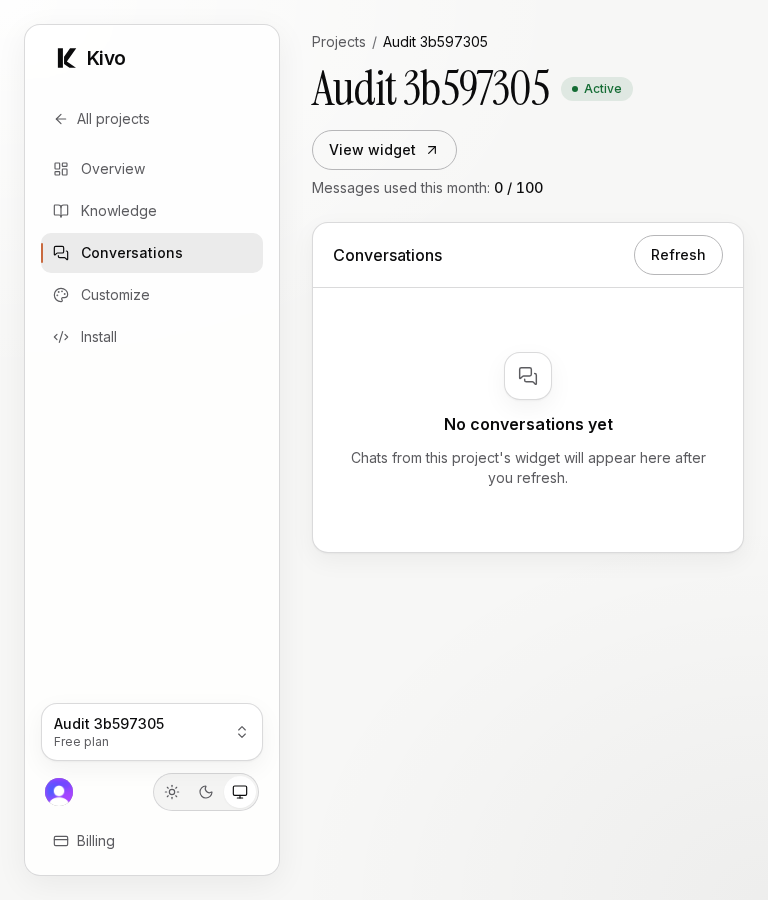 Kivo
All projects
Overview
Knowledge
Conversations
Customize
Install
Audit 3b597305
Free plan
Billing
Projects / Audit 3b597305
Audit 3b597305
Active
View widget
Messages used this month: 0 / 100
Conversations
Refresh
No conversations yet
Chats from this project's widget will appear here after
you refresh.